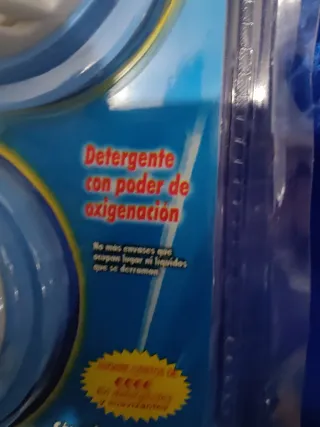 Detergente
con poder de
oxigenación
No mas envases que
ocupan lugar ni liquidos
que se derraman
€€€€